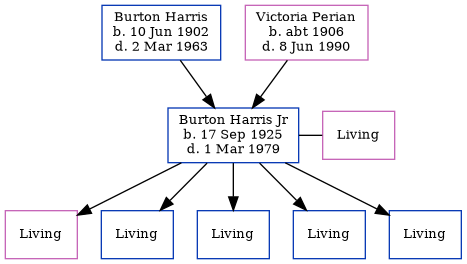 Burton Harris
b. 10 Jun 1902
d. 2 Mar 1963
Victoria Perian
b. abt 1906
d. 8 Jun 1990
Burton Harris Jr
b. 17 Sep 1925
d. 1 Mar 1979
Living
Living
Living
Living
Living
Living